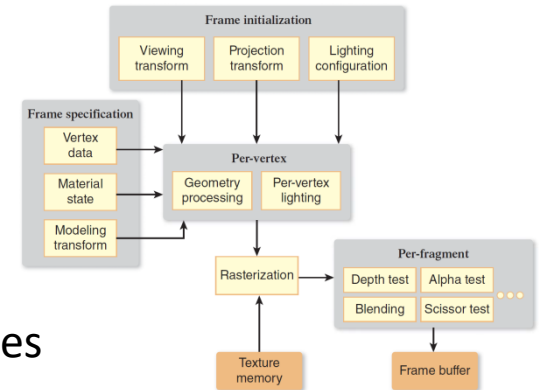 Frame initialization
Viewing
transform
Projection
transform
Lighting
configuration
Frame specification
Vertex
data
Material
state
Modeling
transform
Per-vertex
Geometry
processing
Per-vertex
lighting
Rasterization
Per-fragment
Depth test
Alpha test
Blending
Scissor test
es
Texture
memory
Frame buffer